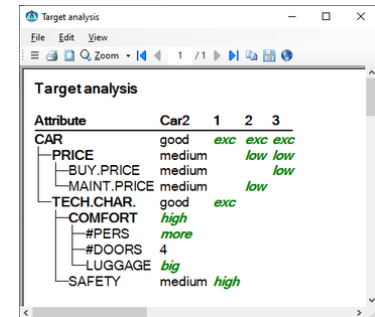 Target analysis
File Edit View
Zoom 1 /1
Target analysis
Attribute Car2 1 2 3
CAR good exc exc exc
PRICE medium low low
BUY.PRICE medium low
MAINT.PRICE medium low
TECH.CHAR. good exc
COMFORT high
#PERS more
#DOORS 4
LUGGAGE big
SAFETY medium high